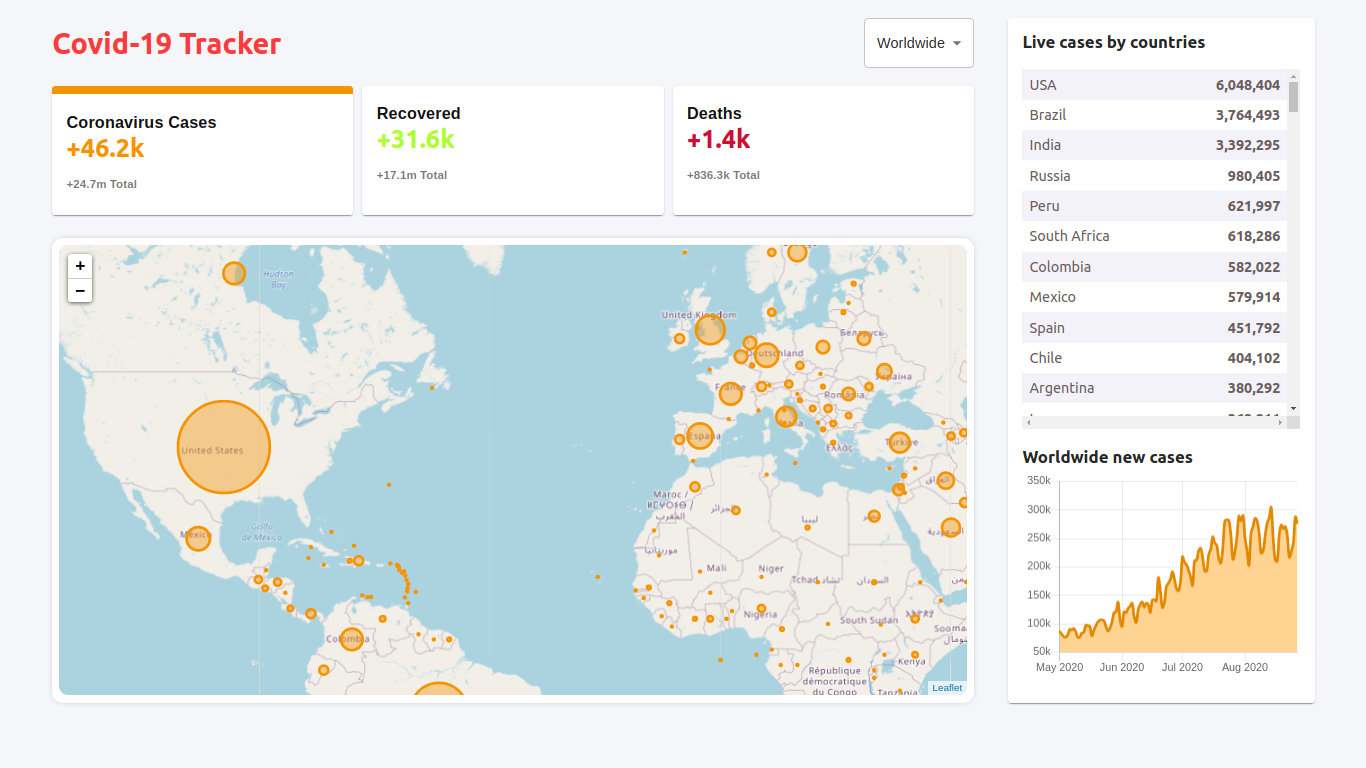 Covid-19 Tracker
Worldwide
Coronavirus Cases
+46.2k
+24.7m Total
Recovered
+31.6k
+17.1m Total
Deaths
+1.4k
+836.3k Total
+
−
Hudson
Bay
United Kingdom
Беларусь
Deutschland
Україна
France
România
Italia
España
Ελλάς
Türkiye
United States
Golfo
de México
México
Maroc /
المغرب
الجزائر
ليبيا
مصر
العراق
السعودية
موريتانيا
Mali
Niger
Tchad تشاد
السودان
Nigeria
South Sudan
Kenya
République
démocratique
du Congo
Tanzania
Colombia
Leaflet
Live cases by countries
USA 6,048,404
Brazil 3,764,493
India 3,392,295
Russia 980,405
Peru 621,997
South Africa 618,286
Colombia 582,022
Mexico 579,914
Spain 451,792
Chile 404,102
Argentina 380,292
Worldwide new cases
350k
300k
250k
200k
150k
100k
50k
May 2020 Jun 2020 Jul 2020 Aug 2020